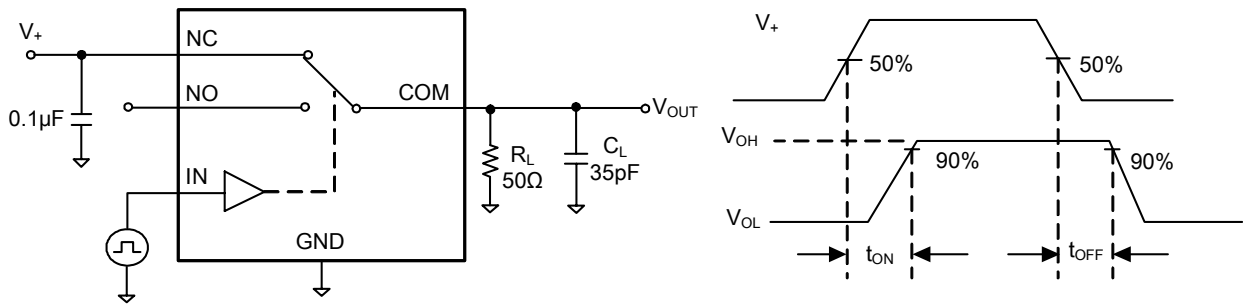 V+
NC
NO
COM
0.1µF
IN
GND
RL
50Ω
CL
35pF
VOUT
V+
50%
50%
VOH
90%
90%
VOL
tON
tOFF